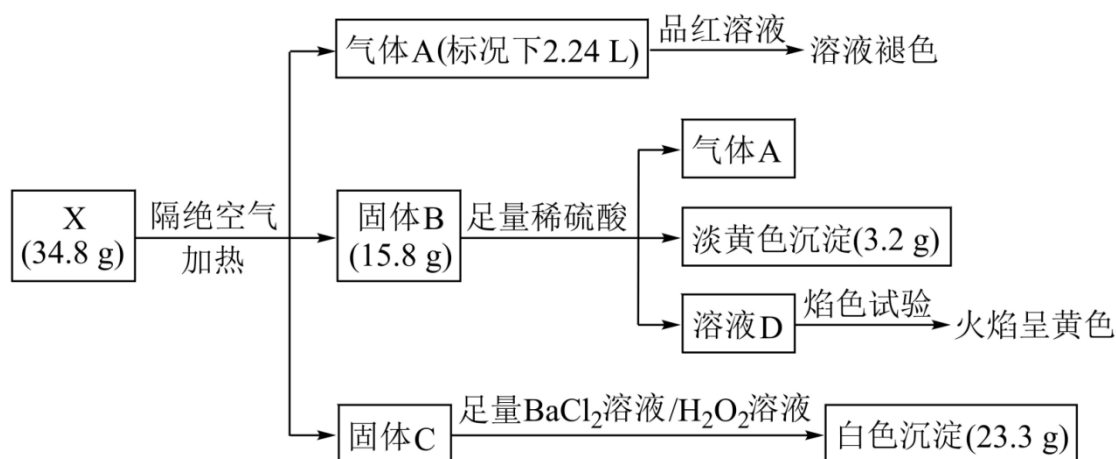 气体A(标况下2.24 L)
品红溶液
溶液褪色
气体A
X
(34.8 g)
隔绝空气
加热
固体B
(15.8 g)
足量稀硫酸
淡黄色沉淀(3.2 g)
溶液D
焰色试验
火焰呈黄色
固体C
足量BaCl₂溶液/H₂O₂溶液
白色沉淀(23.3 g)